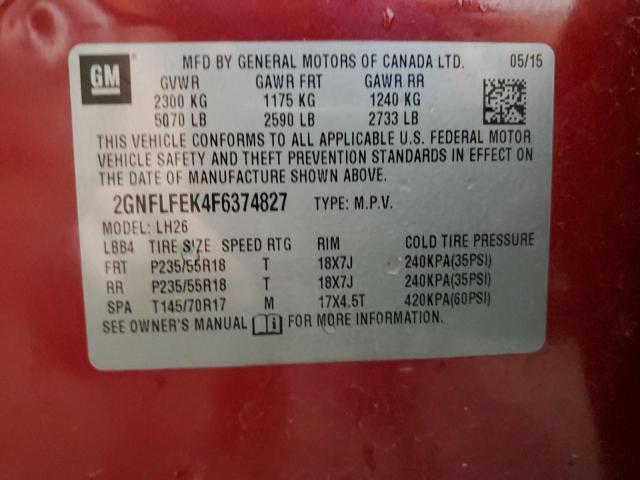 GM
MFD BY GENERAL MOTORS OF CANADA LTD. 05/15
GVWR GAWR FRT GAWR RR
2300 KG 1175 KG 1240 KG
5070 LB 2590 LB 2733 LB
THIS VEHICLE CONFORMS TO ALL APPLICABLE U.S. FEDERAL MOTOR
VEHICLE SAFETY AND THEFT PREVENTION STANDARDS IN EFFECT ON
THE DATE OF MANUFACTURE SHOWN ABOVE.
2GNFLFEK4F6374827 TYPE: M.P.V.
MODEL: LH26
LBB4 TIRE SIZE SPEED RTG RIM COLD TIRE PRESSURE
FRT P235/55R18 T 18X7J 240KPA(35PSI)
RR P235/55R18 T 18X7J 240KPA(35PSI)
SPA T145/70R17 M 17X4.5T 420KPA(60PSI)
SEE OWNER'S MANUAL FOR MORE INFORMATION.